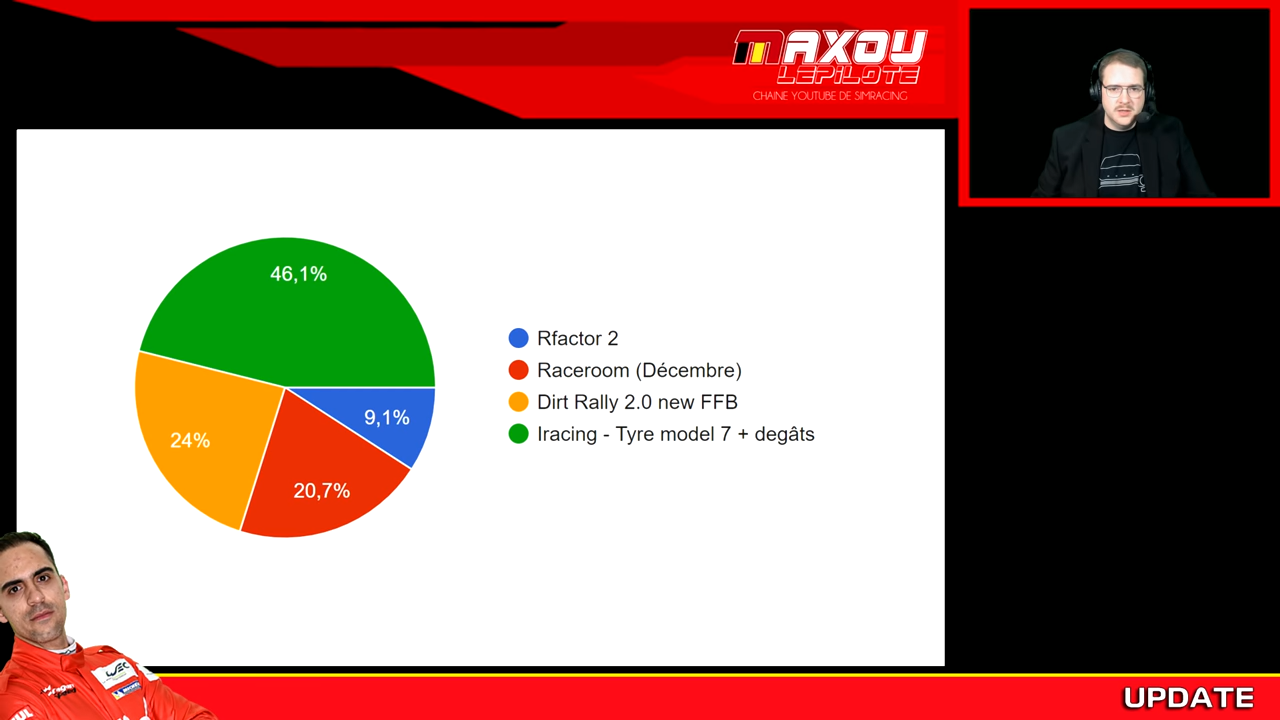 MAXOU
LEPILOTE
CHAINE YOUTUBE DE SIMRACING
46,1%
9,1%
24%
20,7%
Rfactor 2
Raceroom (Décembre)
Dirt Rally 2.0 new FFB
Iracing - Tyre model 7 + degâts
WEC
UPDATE